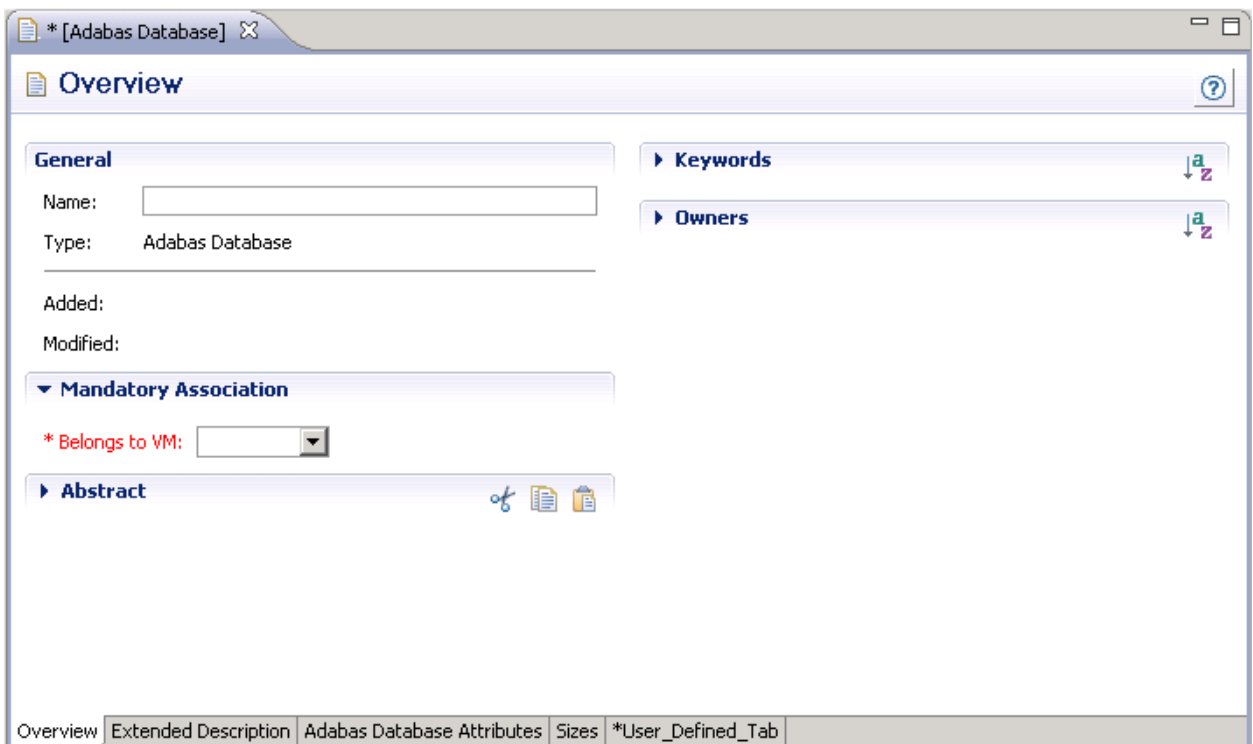 * [Adabas Database]
Overview
General
Name:
Type: Adabas Database
Added:
Modified:
Mandatory Association
* Belongs to VM:
Abstract
Keywords
a
z
Owners
a
z
Overview Extended Description Adabas Database Attributes Sizes *User_Defined_Tab